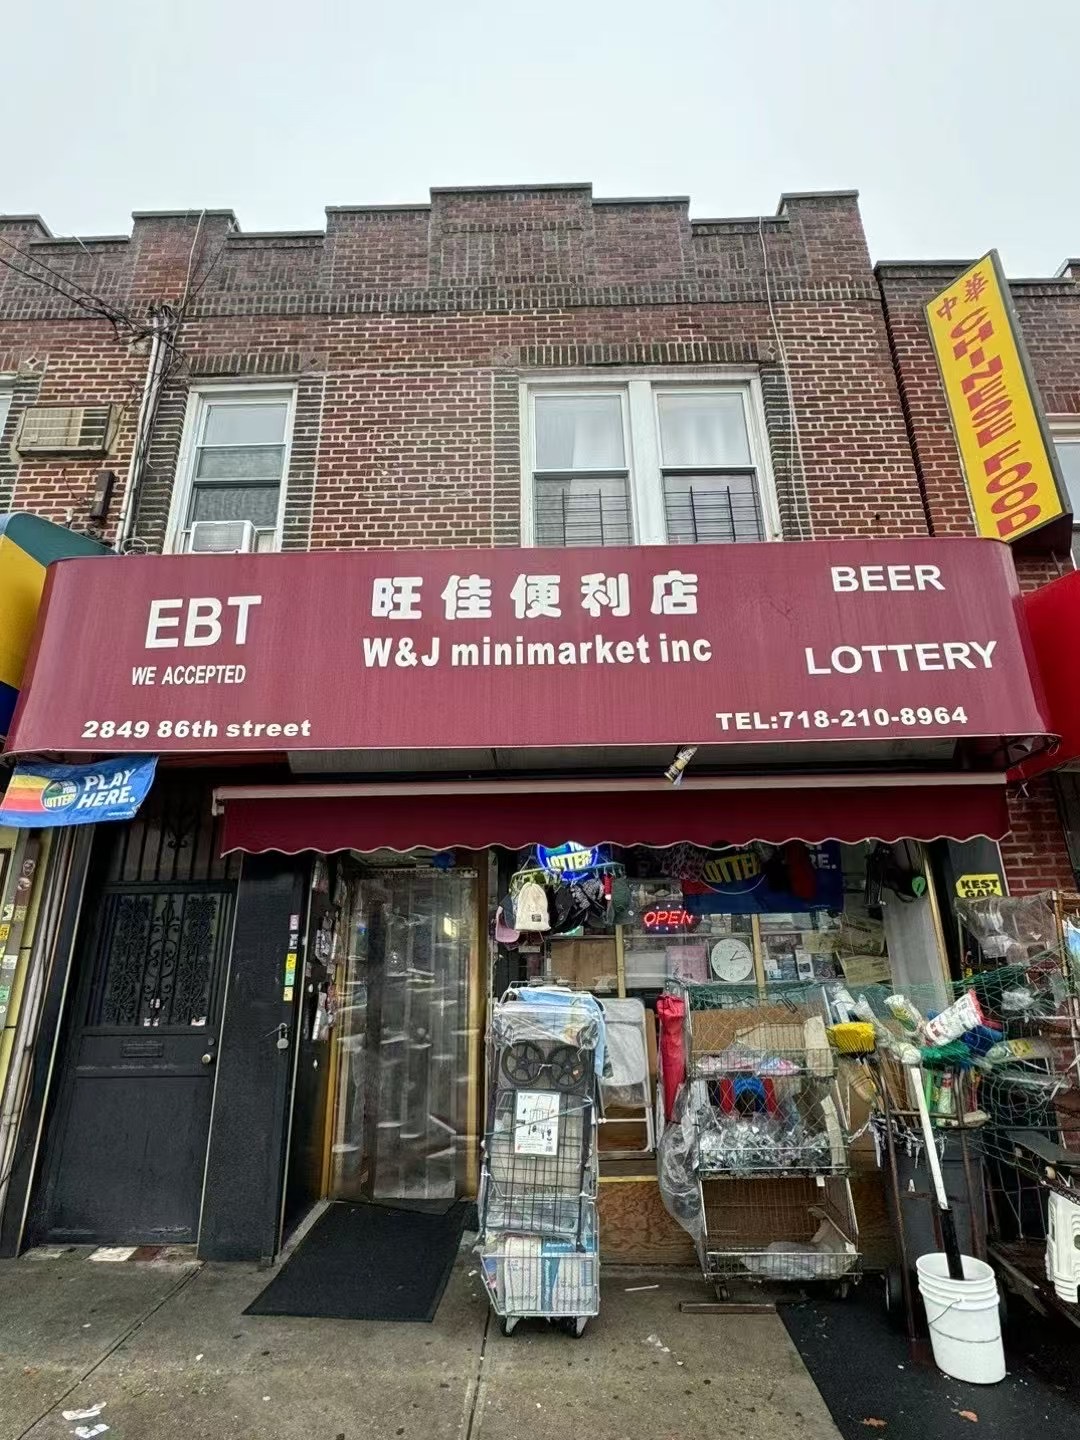 中華
CHINESE FOOD
EBT
WE ACCEPTED
2849 86th street
旺佳便利店
W&J minimarket inc
BEER
LOTTERY
TEL:718-210-8964
LOTTERY
PLAY
HERE.
LOTTERY
OPEN